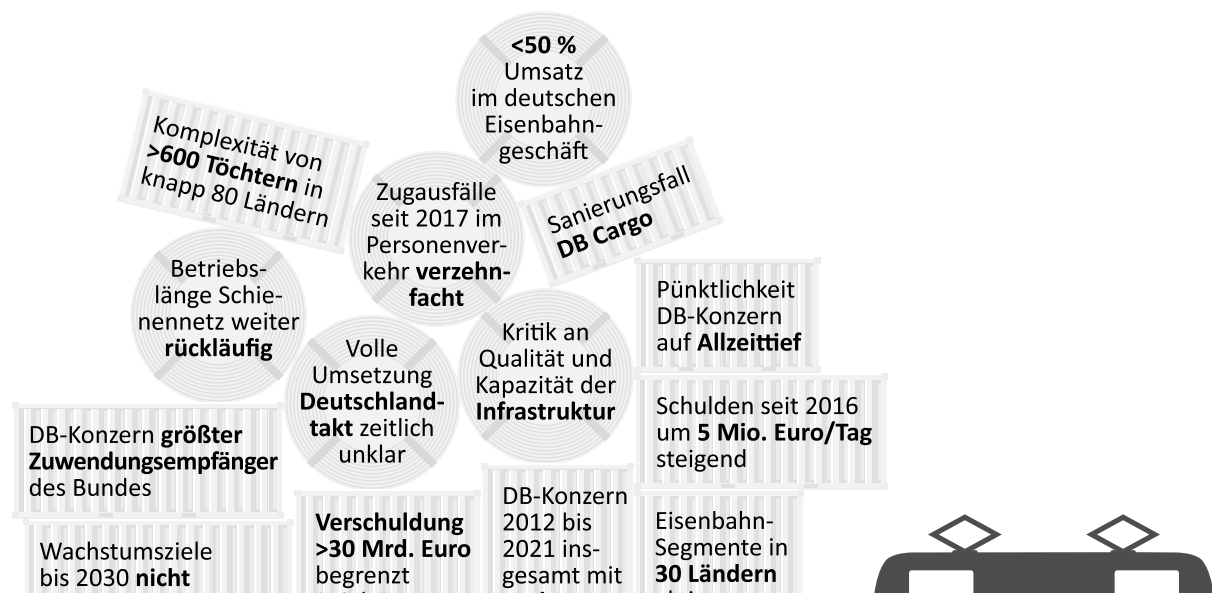 <50 %
Umsatz
im deutschen
Eisenbahn-
geschäft
Komplexität von
>600 Töchtern in
knapp 80 Ländern
Zugausfälle
seit 2017 im
Personenver-
kehr verzehn-
facht
Sanierungsfall
DB Cargo
Betriebs-
länge Schie-
nennetz weiter
rückläufig
Volle
Umsetzung
Deutschland-
takt zeitlich
unklar
Kritik an
Qualität und
Kapazität der
Infrastruktur
Pünktlichkeit
DB-Konzern
auf Allzeittief
Schulden seit 2016
um 5 Mio. Euro/Tag
steigend
DB-Konzern größter
Zuwendungsempfänger
des Bundes
Wachstumsziele
bis 2030 nicht
Verschuldung
>30 Mrd. Euro
begrenzt
DB-Konzern
2012 bis
2021 ins-
gesamt mit
Eisenbahn-
Segmente in
30 Ländern